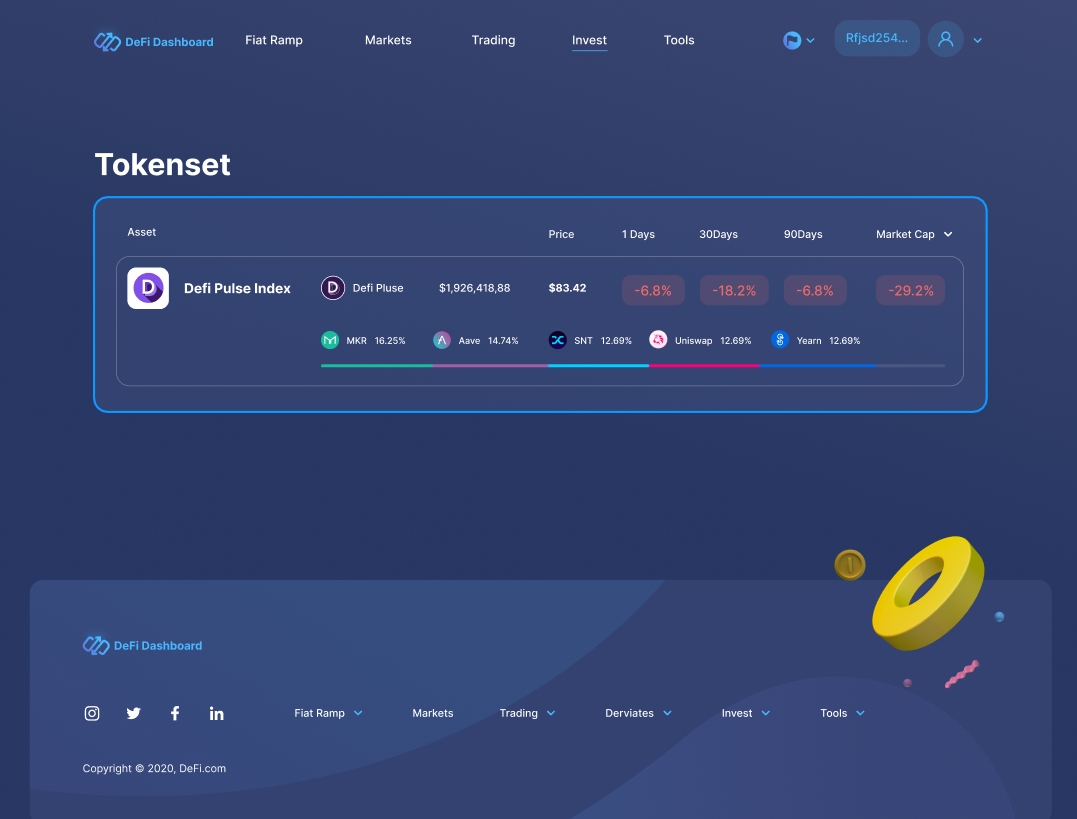 DeFi Dashboard Fiat Ramp Markets Trading Invest Tools Rfjsd254...
Tokenset
Asset Price 1 Days 30Days 90Days Market Cap
Defi Pulse Index Defi Pluse $1,926,418,88 $83.42 -6.8% -18.2% -6.8% -29.2%
MKR 16.25% Aave 14.74% SNT 12.69% Uniswap 12.69% Yearn 12.69%
DeFi Dashboard
Fiat Ramp Markets Trading Derviates Invest Tools
Copyright © 2020, DeFi.com